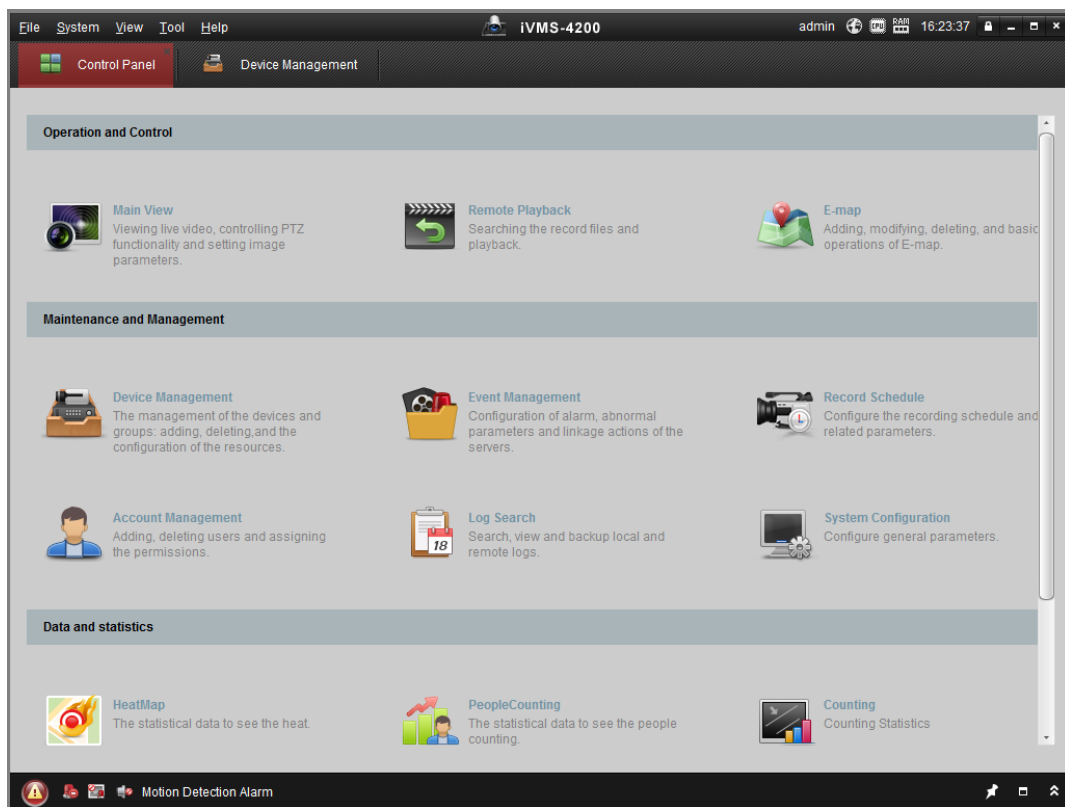 File System View Tool Help iVMS-4200 admin CPU RAM 16:23:37
Control Panel Device Management
Operation and Control
Main View
Viewing live video, controlling PTZ
functionality and setting image
parameters.
Remote Playback
Searching the record files and
playback.
E-map
Adding, modifying, deleting, and basic
operations of E-map.
Maintenance and Management
Device Management
The management of the devices and
groups: adding, deleting,and the
configuration of the resources.
Event Management
Configuration of alarm, abnormal
parameters and linkage actions of the
servers.
Record Schedule
Configure the recording schedule and
related parameters.
Account Management
Adding, deleting users and assigning
the permissions.
18
Log Search
Search, view and backup local and
remote logs.
System Configuration
Configure general parameters.
Data and statistics
HeatMap
The statistical data to see the heat.
PeopleCounting
The statistical data to see the people
counting.
Counting
Counting Statistics
Motion Detection Alarm